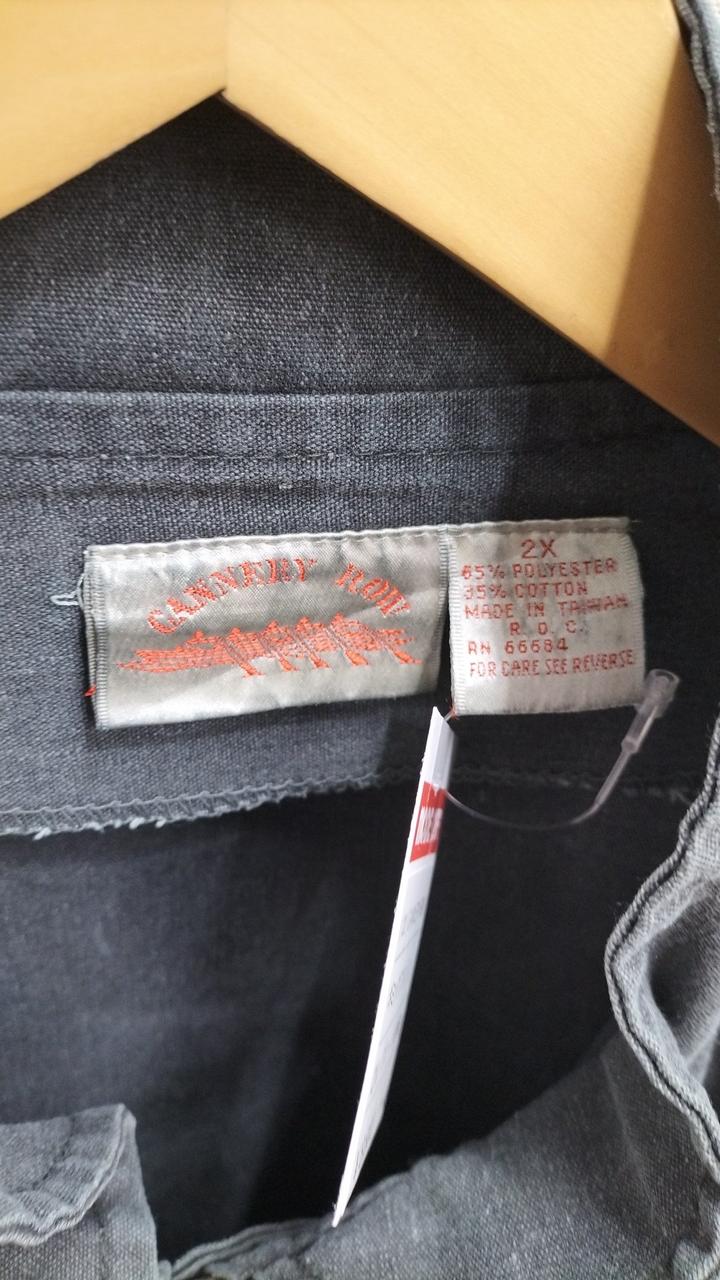 CANNERY ROW
2X
65% POLYESTER
35% COTTON
MADE IN TAIWAN
R.O.C.
RN 66684
FOR CARE SEE REVERSE